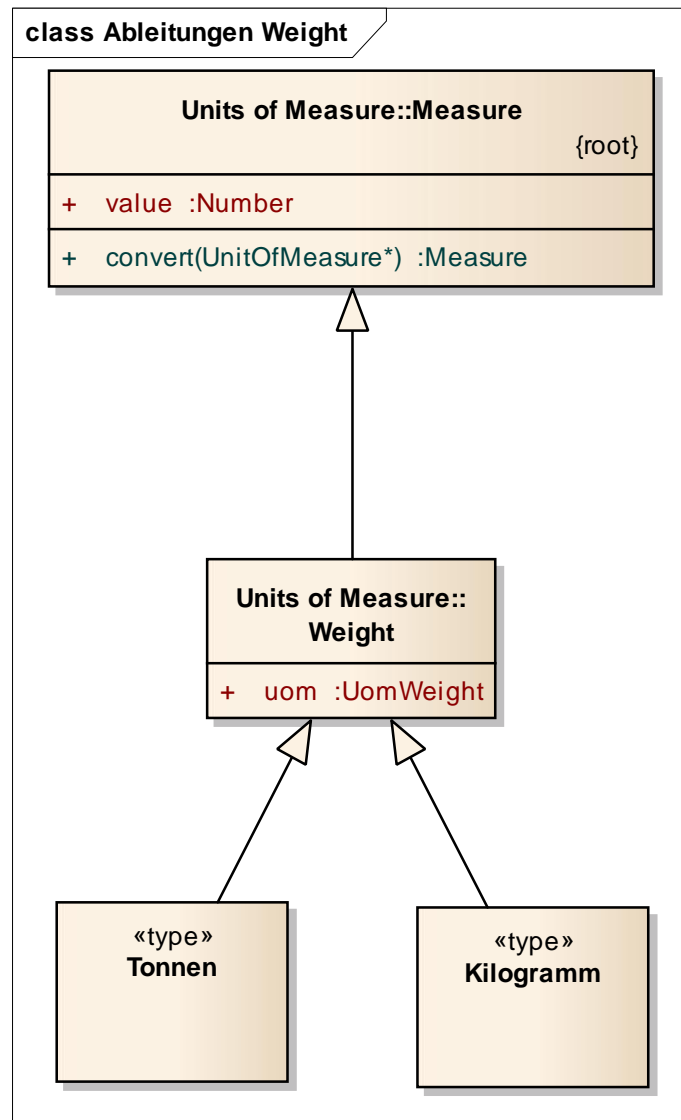 class Ableitungen Weight
Units of Measure::Measure
{root}
+ value :Number
+ convert(UnitOfMeasure*) :Measure
Units of Measure::
Weight
+ uom :UomWeight
«type»
Tonnen
«type»
Kilogramm